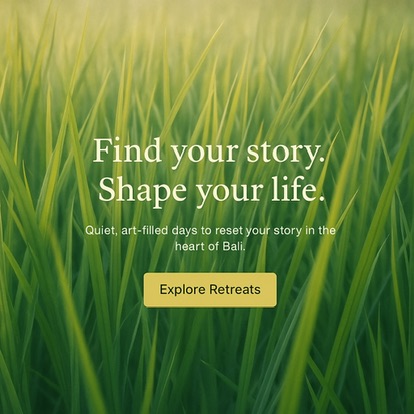 Find your story.
Shape your life.
Quiet, art-filled days to reset your story in the
heart of Bali.
Explore Retreats